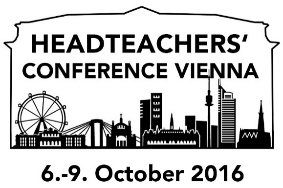 HEADTEACHERS‘
CONFERENCE VIENNA
6.-9. October 2016